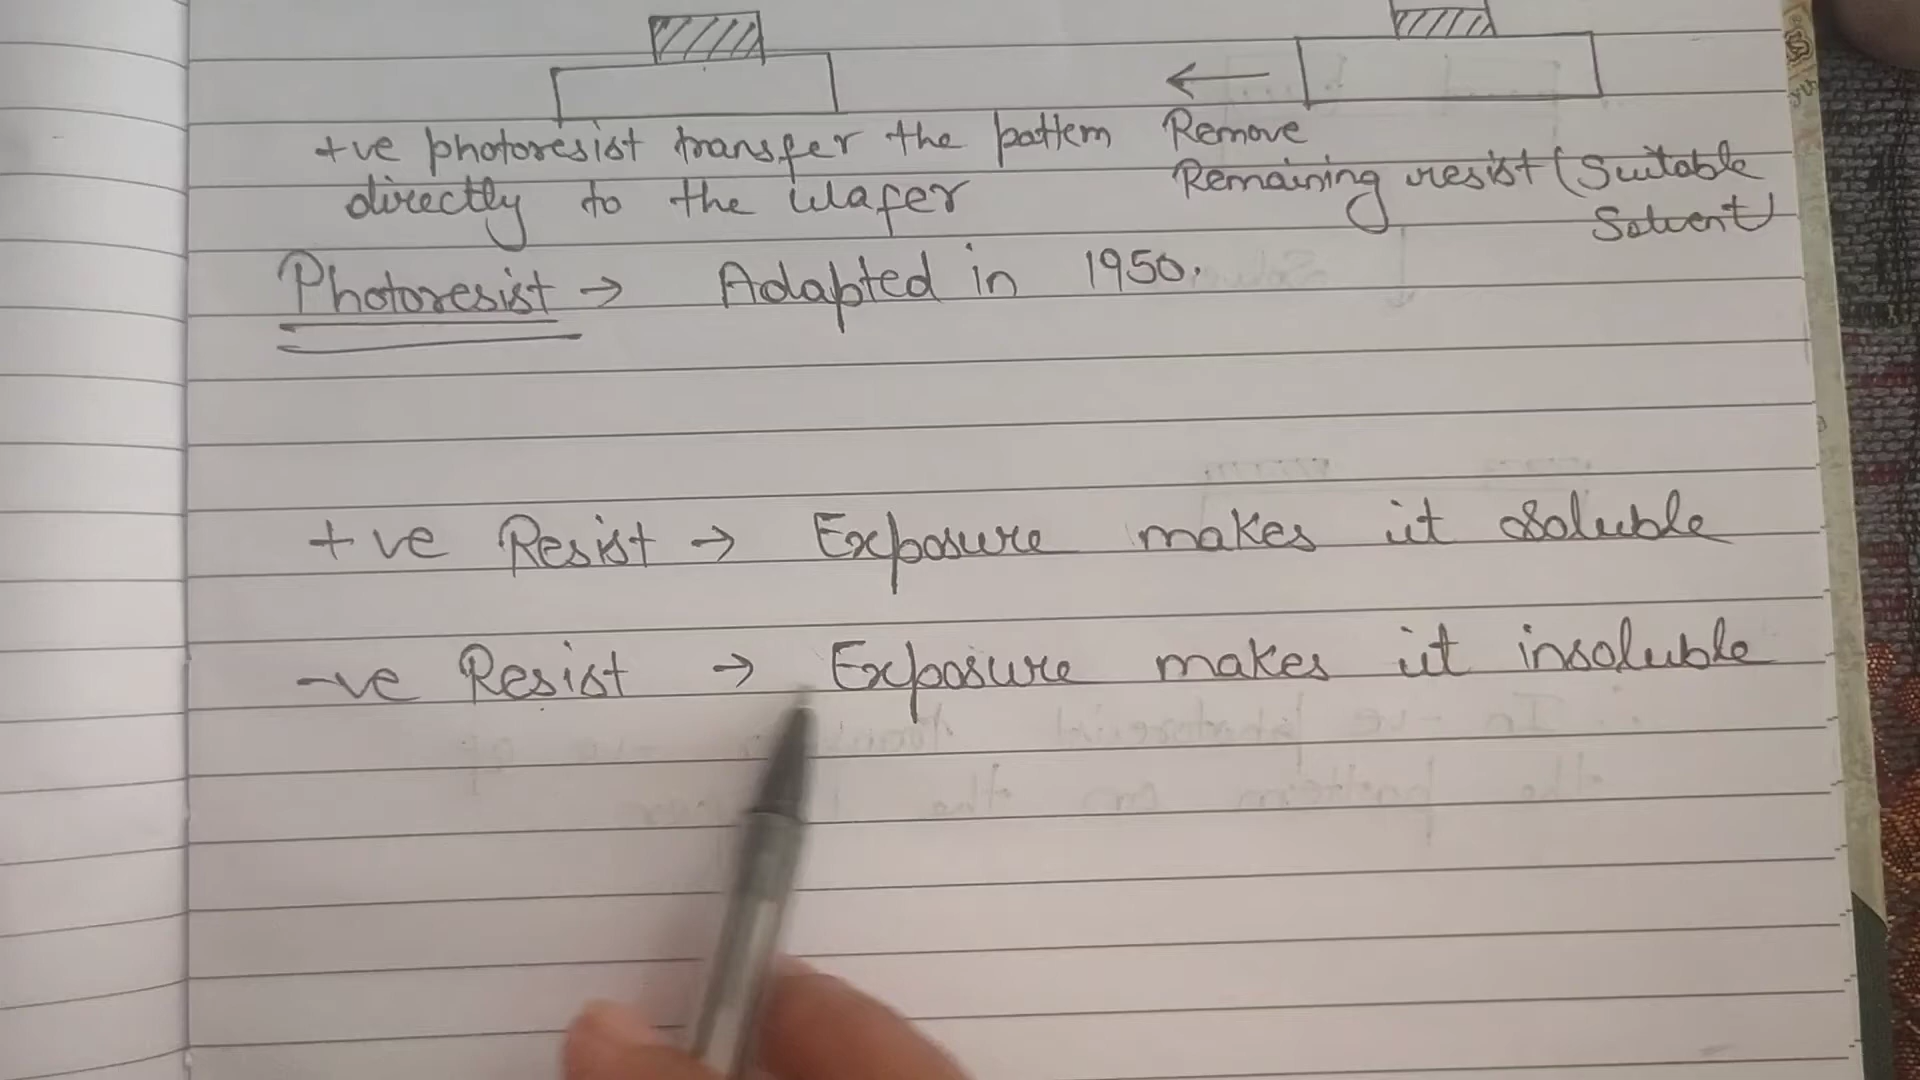 +ve photoresist transfer the pattern
directly to the wafer
Remove
Remaining resist (Suitable
Solvent)
Photoresist → Adapted in 1950.
+ve Resist → Exposure makes it soluble
-ve Resist → Exposure makes it insoluble